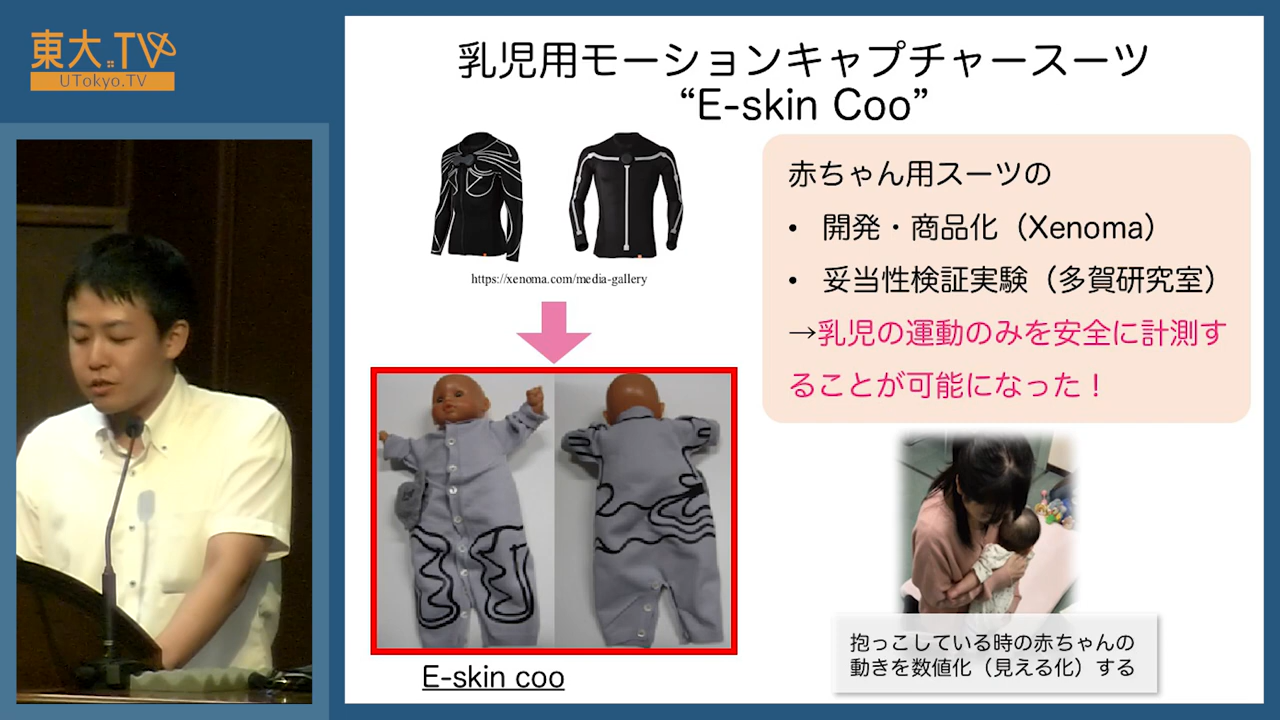 東大.TV
UTokyo.TV
乳児用モーションキャプチャースーツ
“E-skin Coo”
https://xenoma.com/media-gallery
赤ちゃん用スーツの
• 開発・商品化（Xenoma）
• 妥当性検証実験（多賀研究室）
→乳児の運動のみを安全に計測す
ることが可能になった！
E-skin coo
抱っこしている時の赤ちゃんの
動きを数値化（見える化）する